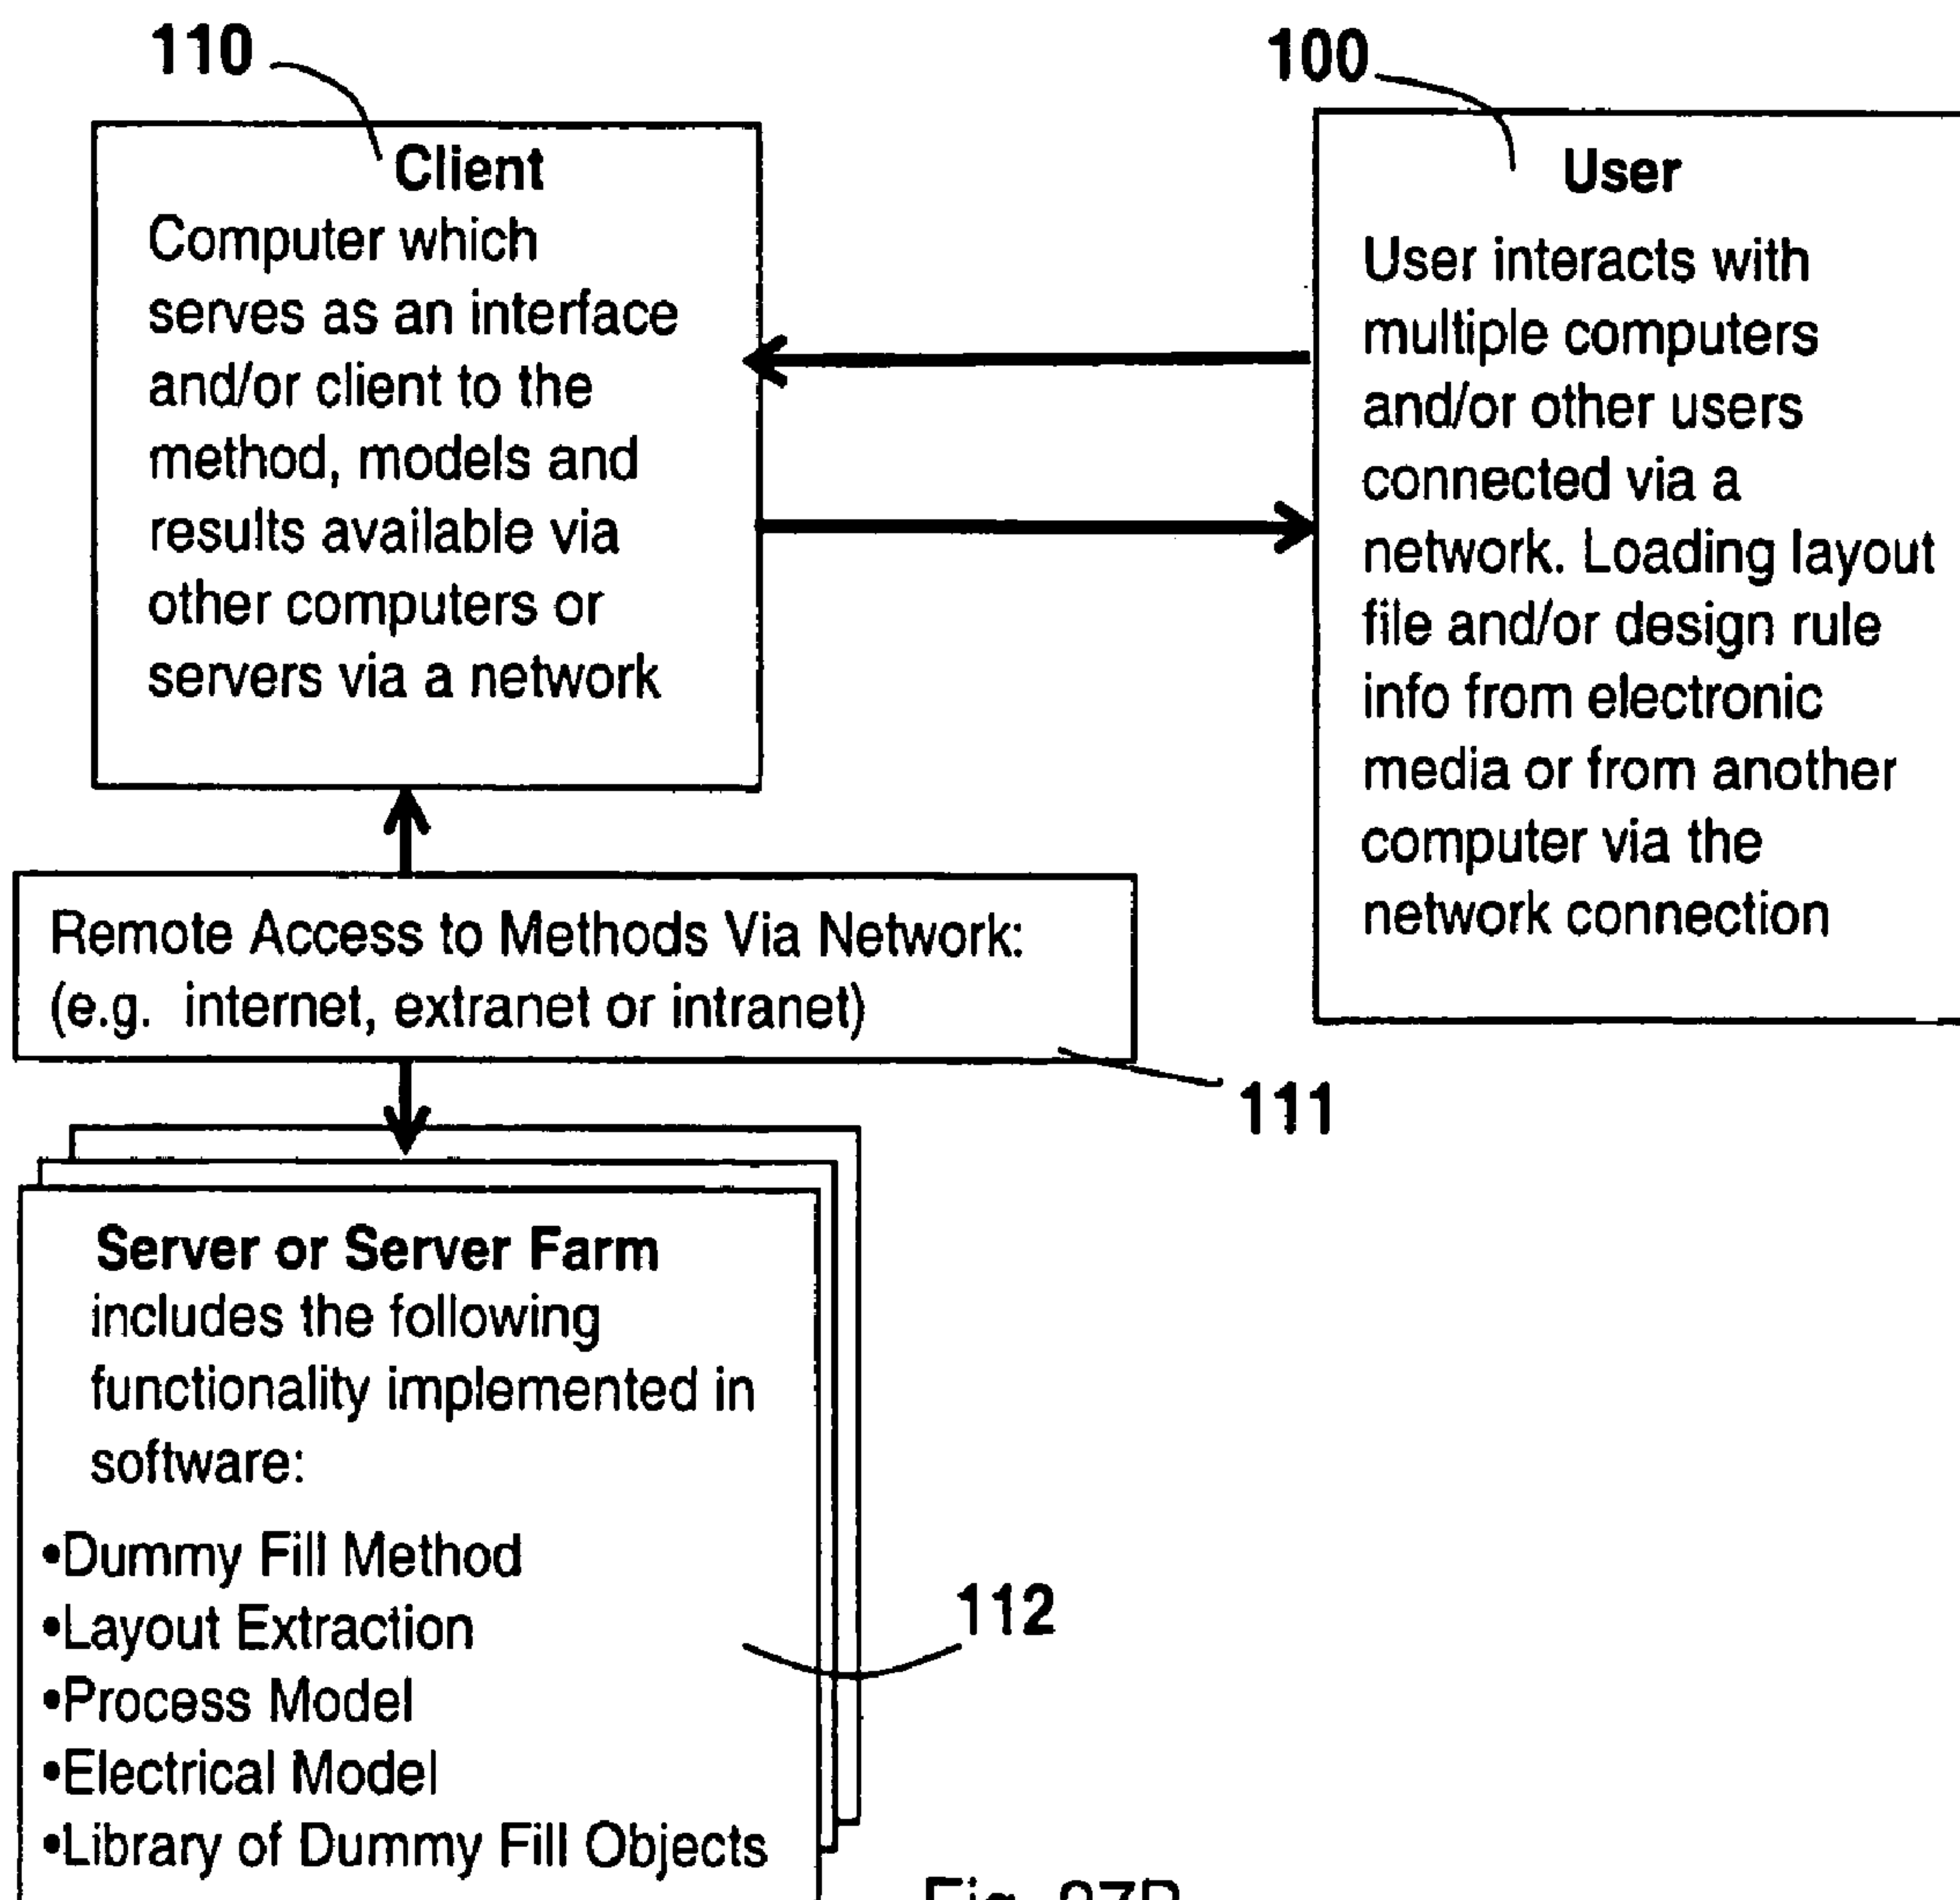 110
Client
Computer which
serves as an interface
and/or client to the
method, models and
results available via
other computers or
servers via a network
100
User
User interacts with
multiple computers
and/or other users
connected via a
network. Loading layout
file and/or design rule
info from electronic
media or from another
computer via the
network connection
Remote Access to Methods Via Network:
(e.g. internet, extranet or intranet)
111
Server or Server Farm
includes the following
functionality implemented in
software:
•Dummy Fill Method
•Layout Extraction
•Process Model
•Electrical Model
•Library of Dummy Fill Objects
112
Fig.